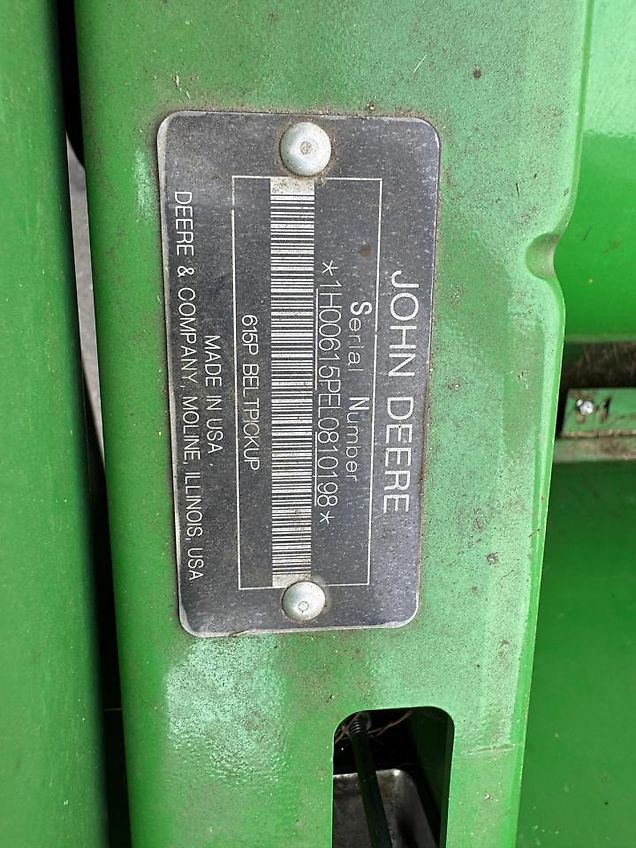 JOHN DEERE
Serial Number
*1H00615PEL0810198*
615P BELTPICKUP
MADE IN USA
DEERE & COMPANY, MOLINE, ILLINOIS, USA